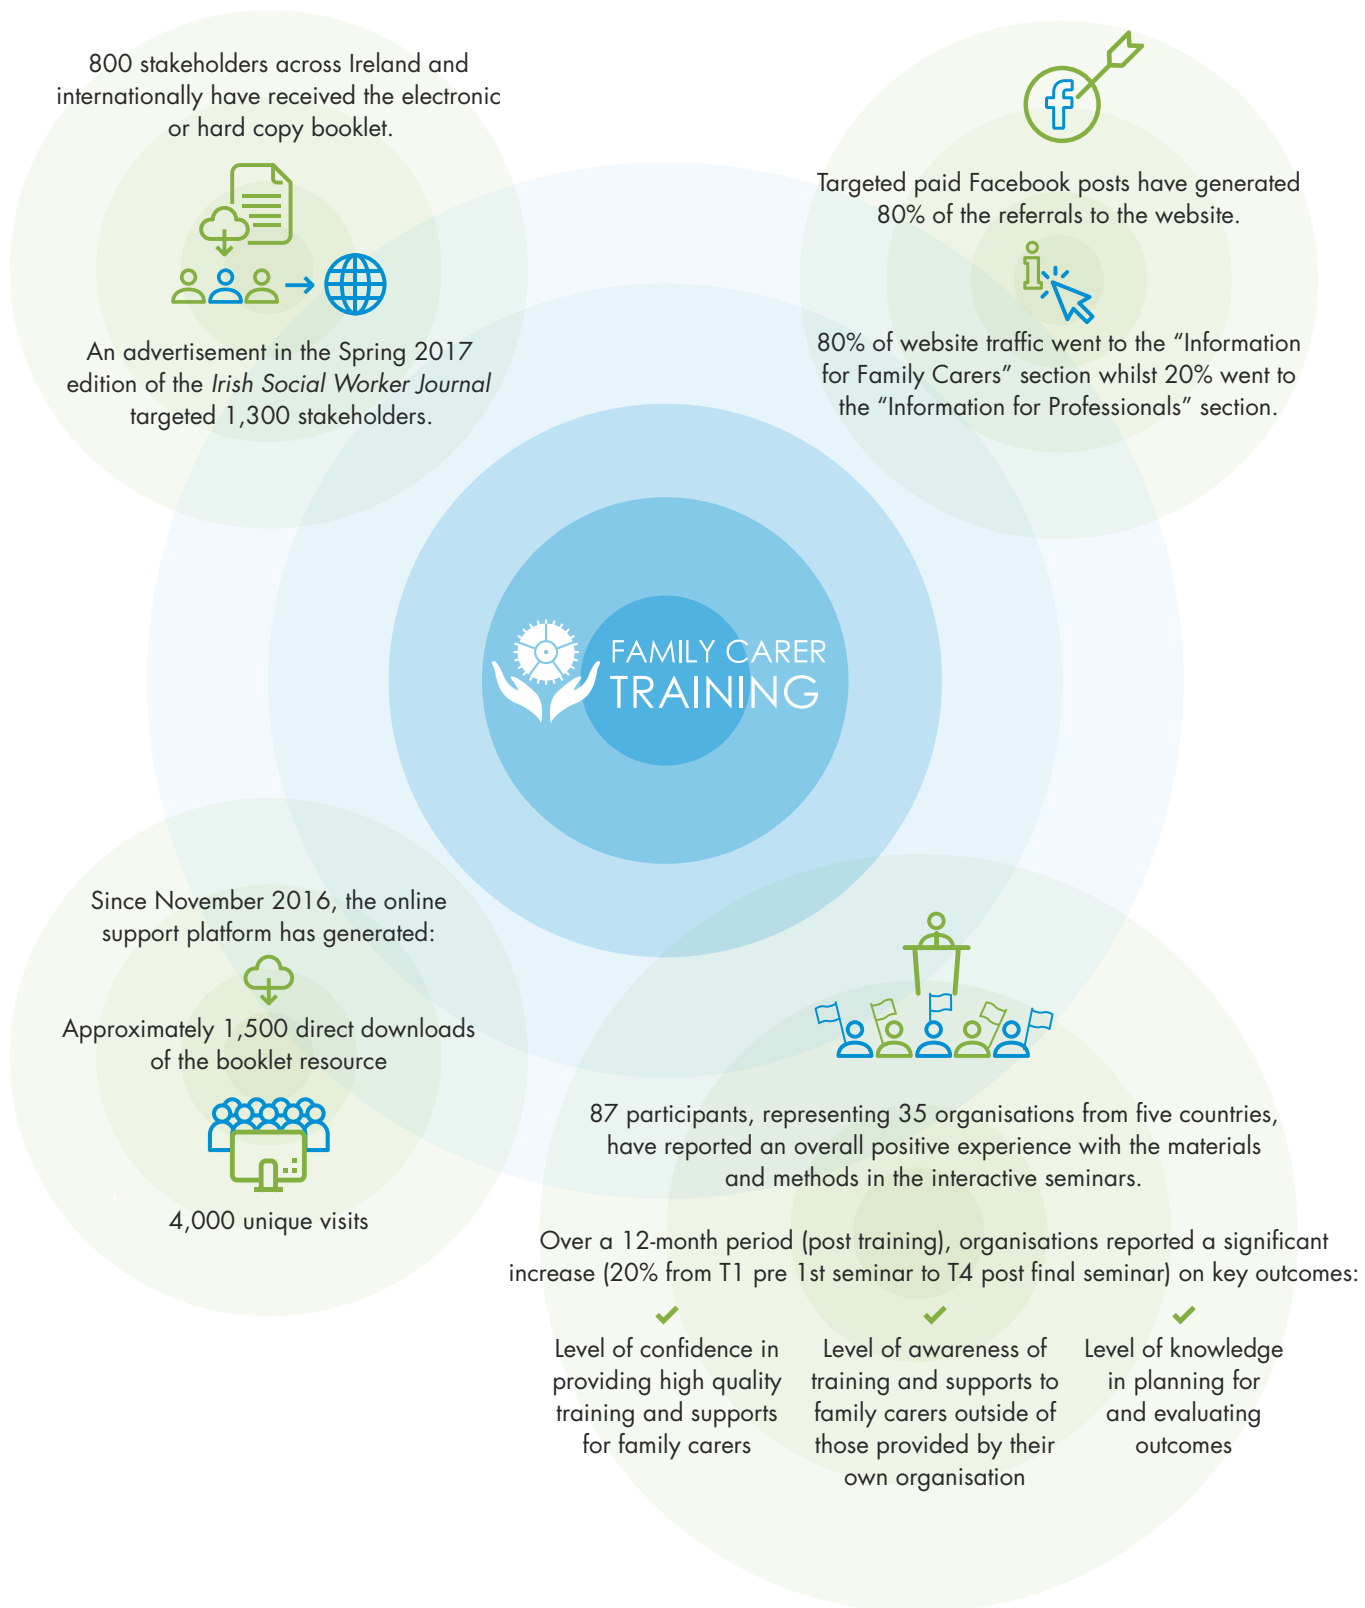 800 stakeholders across Ireland and
internationally have received the electronic
or hard copy booklet.
An advertisement in the Spring 2017
edition of the Irish Social Worker Journal
targeted 1,300 stakeholders.
Targeted paid Facebook posts have generated
80% of the referrals to the website.
80% of website traffic went to the “Information
for Family Carers” section whilst 20% went to
the “Information for Professionals” section.
FAMILY CARER
TRAINING
Since November 2016, the online
support platform has generated:
Approximately 1,500 direct downloads
of the booklet resource
4,000 unique visits
87 participants, representing 35 organisations from five countries,
have reported an overall positive experience with the materials
and methods in the interactive seminars.
Over a 12-month period (post training), organisations reported a significant
increase (20% from T1 pre 1st seminar to T4 post final seminar) on key outcomes:
Level of confidence in
providing high quality
training and supports
for family carers
Level of awareness of
training and supports to
family carers outside of
those provided by their
own organisation
Level of knowledge
in planning for
and evaluating
outcomes